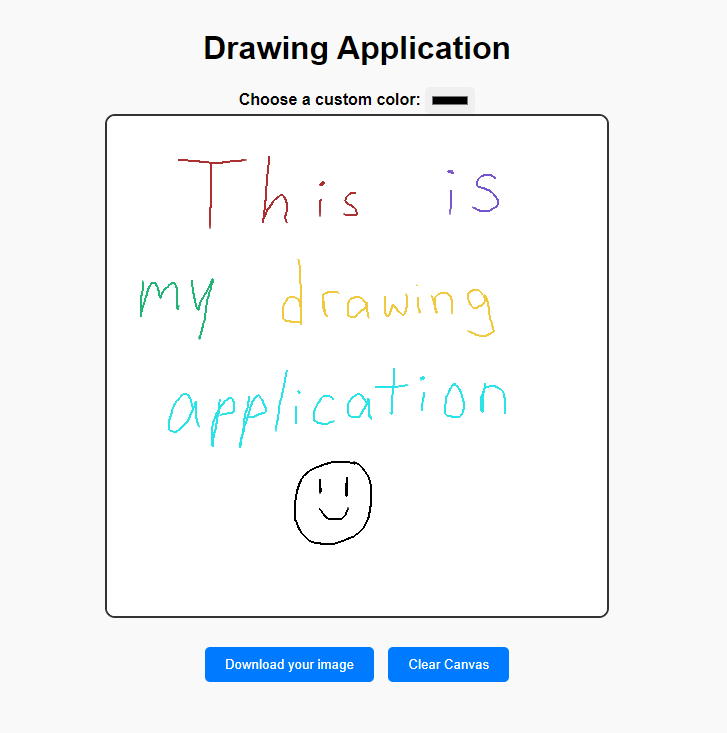 Drawing Application
Choose a custom color:
This is
my drawing
application
Download your image Clear Canvas